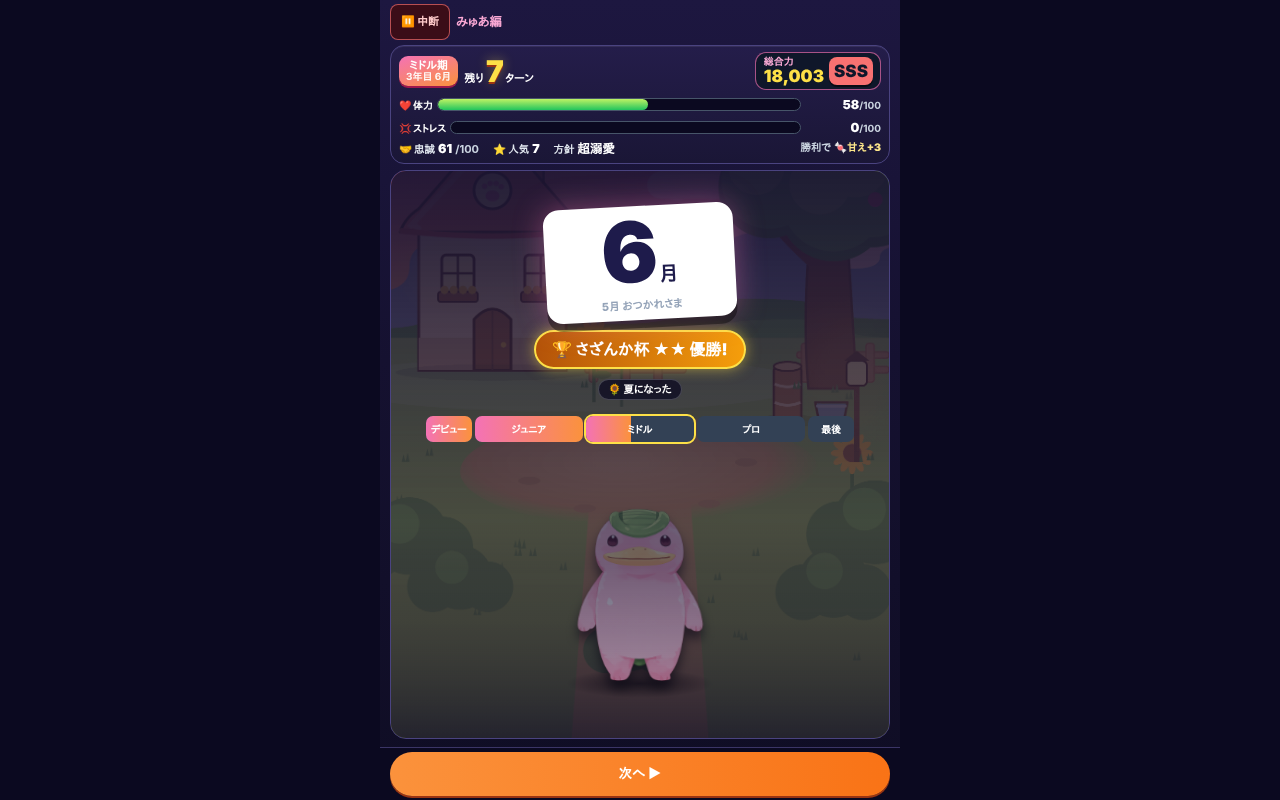 ⏸ 中断 みゅあ編
ミドル期
3年目 6月
残り7ターン
総合力
18,003 SSS
❤️体力 58/100
💢ストレス 0/100
🤝忠誠 61 /100 ⭐人気 7 方針 超溺愛 勝利で 🍬甘え+3
6月
5月 おつかれさま
🏆 さざんか杯 ★★ 優勝!
🌻 夏になった
デビュー ジュニア ミドル プロ 最後
次へ ▶